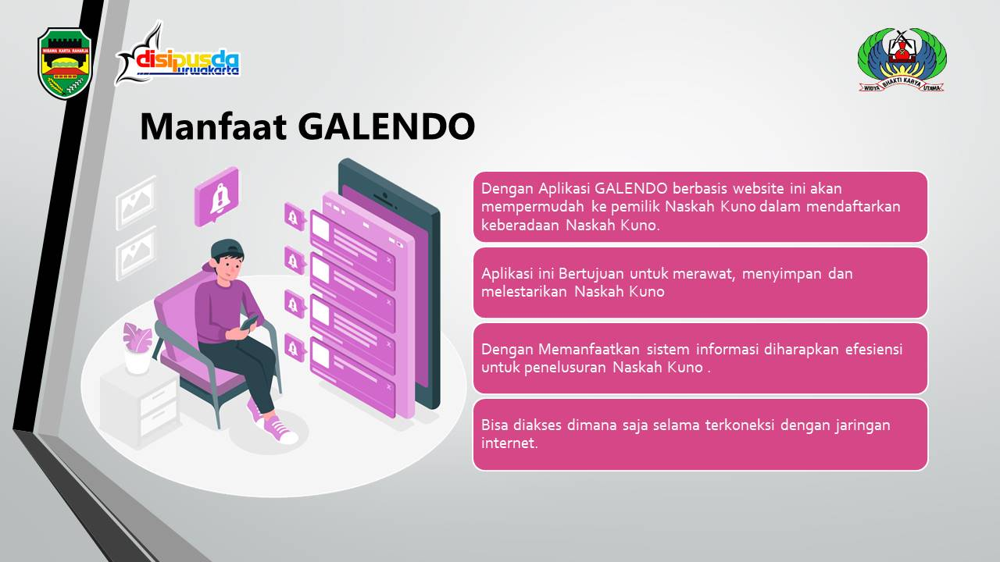 WIBAWA KARTA RAHARJA
disipusda
purwakarta
WIDYA BHAKTI KARYA UTAMA
Manfaat GALENDO
Dengan Aplikasi GALENDO berbasis website ini akan
mempermudah ke pemilik Naskah Kuno dalam mendaftarkan
keberadaan Naskah Kuno.
Aplikasi ini Bertujuan untuk merawat, menyimpan dan
melestarikan Naskah Kuno
Dengan Memanfaatkan sistem informasi diharapkan efesiensi
untuk penelusuran Naskah Kuno .
Bisa diakses dimana saja selama terkoneksi dengan jaringan
internet.